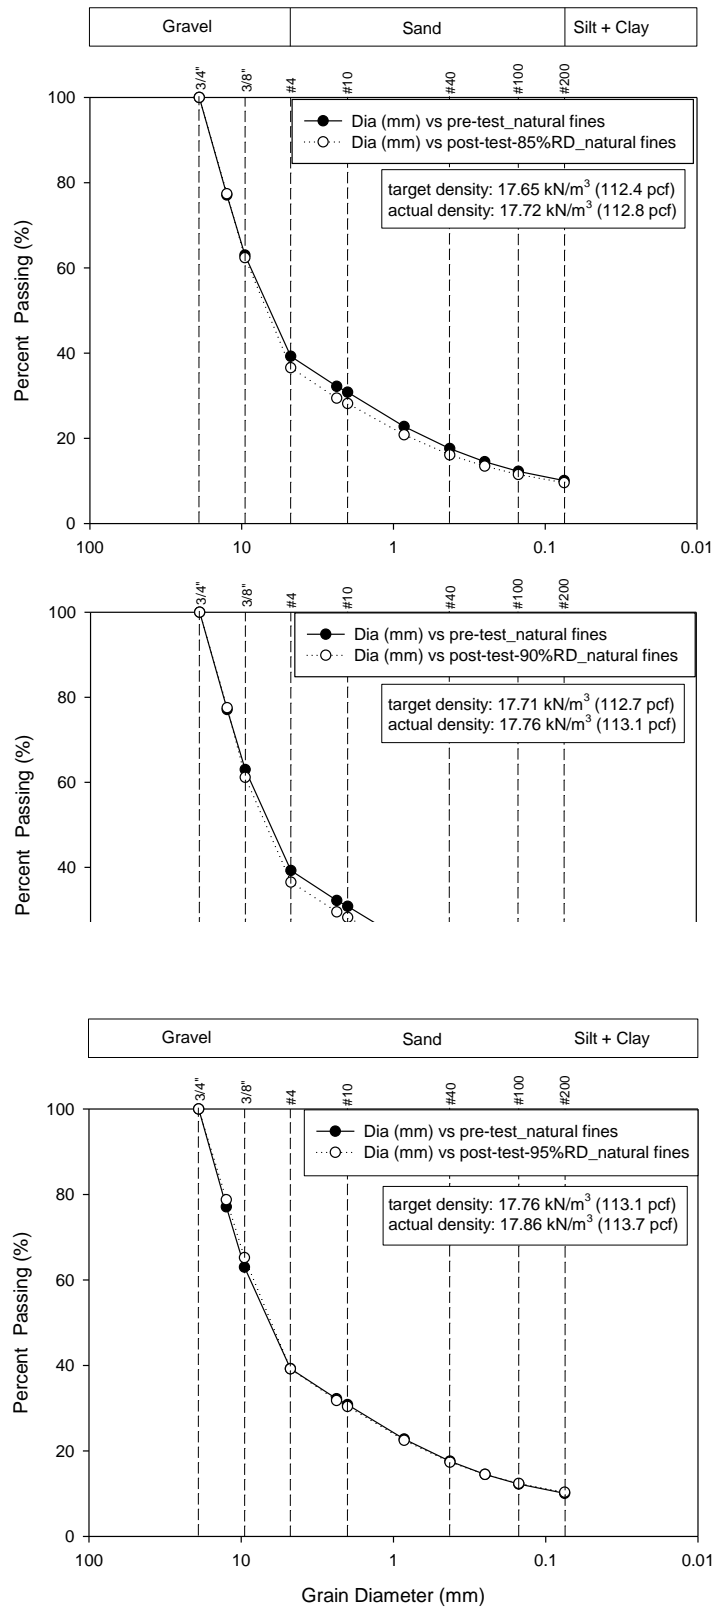 Gravel Sand Silt + Clay
3/4" 3/8" #4 #10 #40 #100 #200
100
Dia (mm) vs pre-test_natural fines
Dia (mm) vs post-test-85%RD_natural fines
target density: 17.65 kN/m³ (112.4 pcf)
actual density: 17.72 kN/m³ (112.8 pcf)
80
60
40
20
0
Percent Passing (%)
100 10 1 0.1 0.01
3/4" 3/8" #4 #10 #40 #100 #200
100
Dia (mm) vs pre-test_natural fines
Dia (mm) vs post-test-90%RD_natural fines
target density: 17.71 kN/m³ (112.7 pcf)
actual density: 17.76 kN/m³ (113.1 pcf)
80
60
40
Percent Passing (%)
Gravel Sand Silt + Clay
3/4" 3/8" #4 #10 #40 #100 #200
100
Dia (mm) vs pre-test_natural fines
Dia (mm) vs post-test-95%RD_natural fines
target density: 17.76 kN/m³ (113.1 pcf)
actual density: 17.86 kN/m³ (113.7 pcf)
80
60
40
20
0
Percent Passing (%)
100 10 1 0.1 0.01
Grain Diameter (mm)